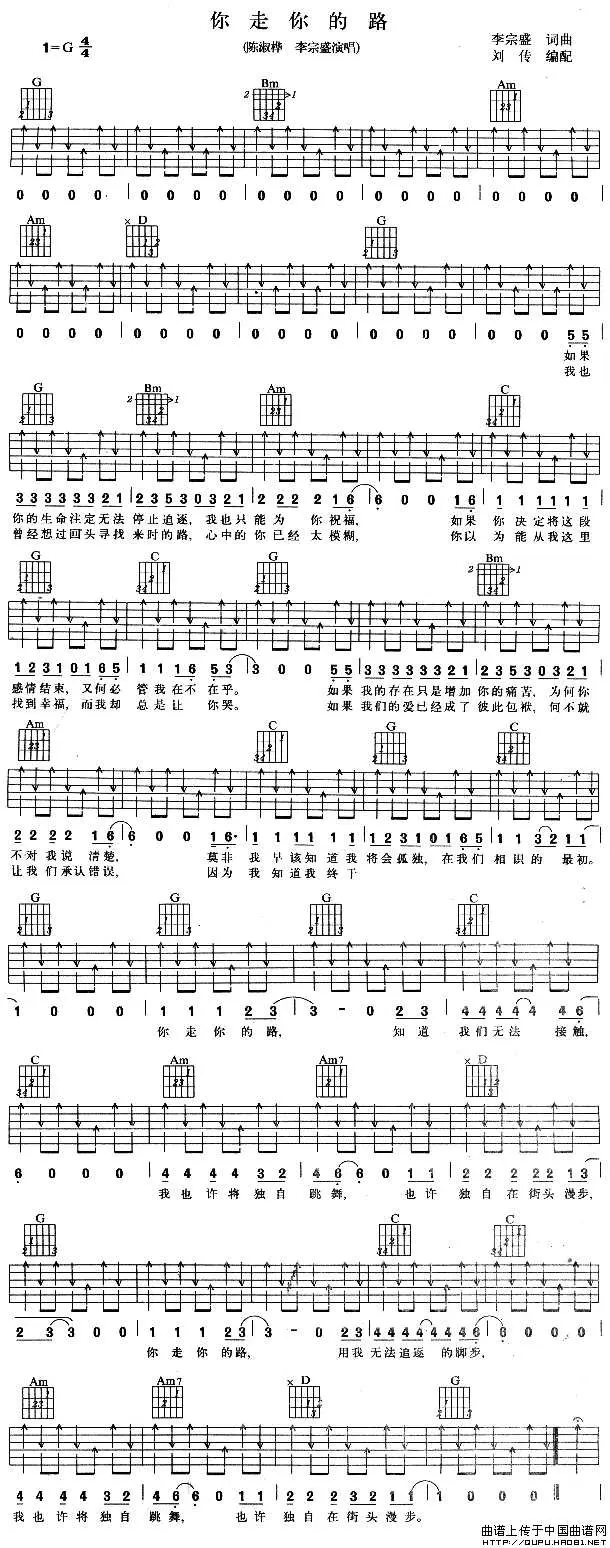 你走你的路
1=G 4/4
(陈淑桦 李宗盛演唱)
李宗盛 词曲
刘传 编配
G Bm Am
0 0 0 0 | 0 0 0 0 | 0 0 0 0 | 0 0 0 0 | 0 0 0 0
Am D G
0 0 0 0 | 0 0 0 0 | 0 0 0 0 | 0 0 0 0 | 0 0 0 5 5
如果
我也
G Bm Am C
3 3 3 3 3 3 2 1 | 3 3 5 3 0 3 2 1 | 2 2 2 2 1 6 | 6 0 0 1 6
你的生命注定无法 停止追逐, 我也只能为 你祝福, 如果 你决定将这段
曾经想过回头寻找 来时的路, 心中的你已经 太模糊, 你以 为能从我这里
G C G Bm
1 2 3 1 0 1 6 5 | 1 1 1 1 6 5 3 | 3 0 0 5 5 | 3 3 3 3 3 3 2 1 | 2 3 5 3 0 3 2 1
感情结束, 又何必 管我在不在乎。 如果 我的存在只是增加 你的痛苦, 为何你
找到幸福, 而我却 总是让 你哭。 如果 我们的爱已经成了 彼此包袱, 何不就
Am C G C
2 2 2 2 2 1 6 | 6 0 0 1 6· | 1 1 1 1 1 1 1 | 1 2 3 1 0 1 6 5 | 1 1 3 2 1 1
不对我说 清楚, 莫非 我早该知道我 将会孤独, 在我们 相识的 最初。
让我们承认错误, 因为 我知道我终于
G G G C
1 0 0 0 | 1 1 1 2 3 | 3 - 0 2 3 | 4 4 4 4 4 4 6
你走你的路, 知道 我们无法 接触,
C Am Am7 D
6 0 0 0 | 4 4 4 4 3 2 | 4 6 6 0 1 1 | 2 2 2 2 2 1 3
我也许将独自 跳舞, 也许 独自在街头漫步,
G C C
2 3 3 0 0 | 1 1 1 2 3 | 3 - 0 2 3 | 4 4 4 4 4 4 6 | 6 0 0 0
你走你的路, 用我无法追逐的脚步,
Am Am7 D G
4 4 4 4 3 2 | 4 6 6 0 1 1 | 2 2 2 3 2 1 1 | 1 0 0 0
我也许将独自 跳舞, 也许 独自在街头漫步。
曲谱上传于中国曲谱网
HTTP://QUPU.HAO81.NET